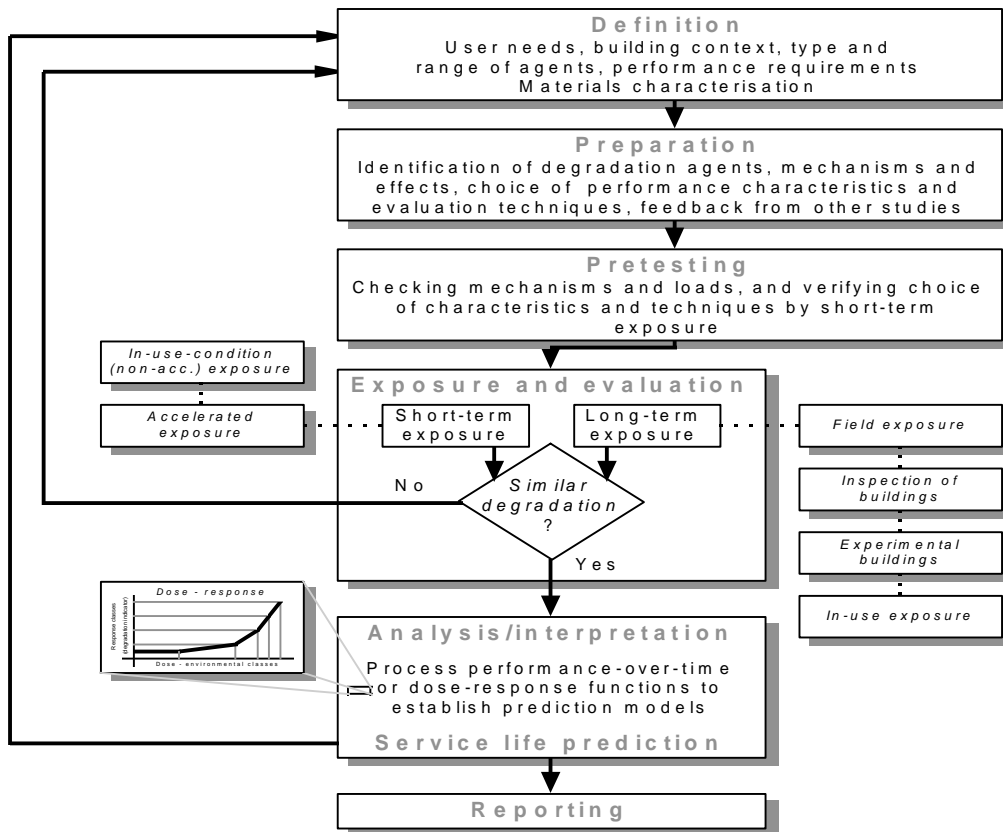 Definition
User needs, building context, type and
range of agents, performance requirements
Materials characterisation
Preparation
Identification of degradation agents, mechanisms and
effects, choice of performance characteristics and
evaluation techniques, feedback from other studies
Pretesting
Checking mechanisms and loads, and verifying choice
of characteristics and techniques by short-term
exposure
In-use-condition
(non-acc.) exposure
Accelerated
exposure
Exposure and evaluation
Short-term
exposure
Long-term
exposure
Field exposure
Inspection of
buildings
Experimental
buildings
In-use exposure
No
Similar
degradation
?
Yes
Dose - response
Response classes
(degradation indicator)
Dose - environmental classes
Analysis/interpretation
Process performance-over-time
or dose-response functions to
establish prediction models
Service life prediction
Reporting